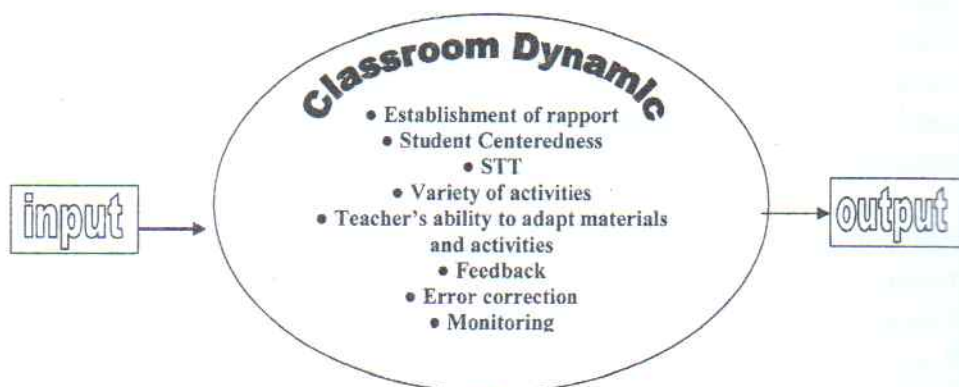 Classroom Dynamic
● Establishment of rapport
● Student Centeredness
● STT
● Variety of activities
● Teacher's ability to adapt materials
and activities
● Feedback
● Error correction
● Monitoring
input
output